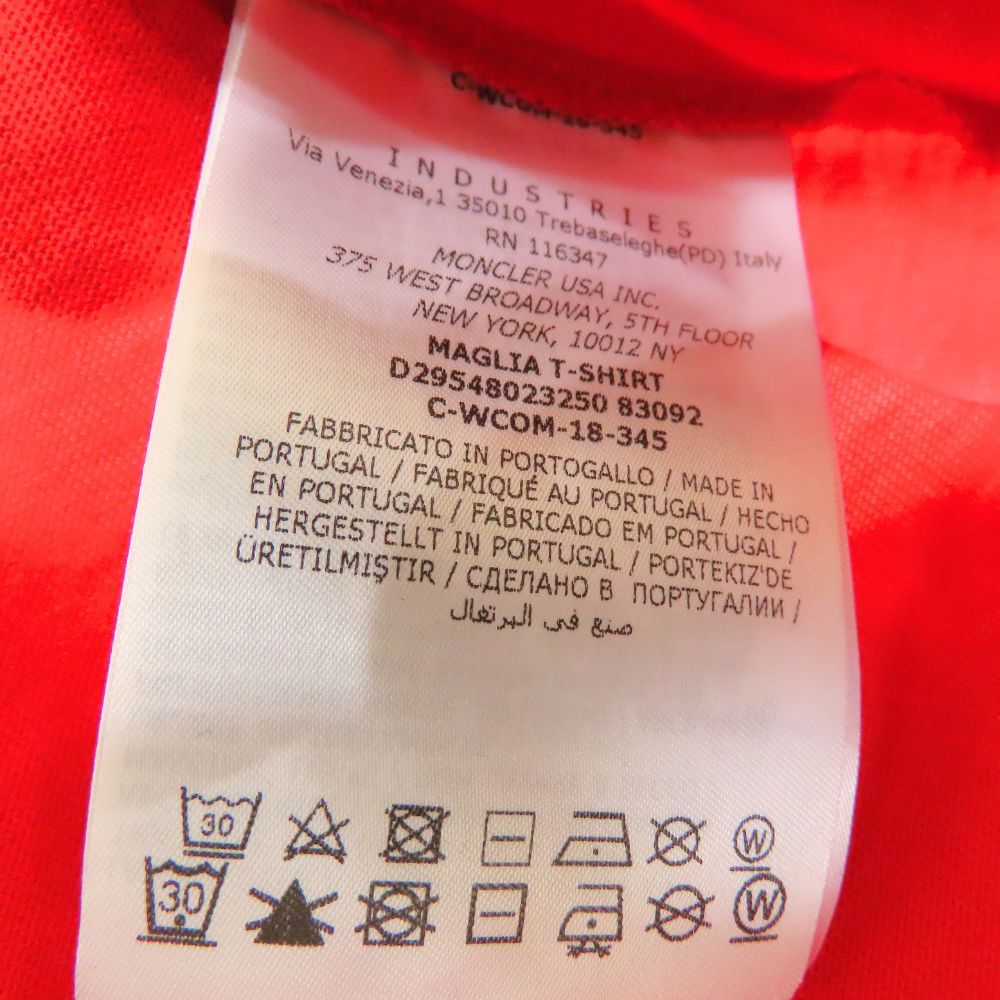 C-WCOM-18-345
INDUSTRIES
Via Venezia,1 35010 Trebaseleghe(PD) Italy
RN 116347
MONCLER USA INC.
375 WEST BROADWAY, 5TH FLOOR
NEW YORK, 10012 NY
MAGLIA T-SHIRT
D29548023250 83092
C-WCOM-18-345
FABBRICATO IN PORTOGALLO / MADE IN
PORTUGAL / FABRIQUÉ AU PORTUGAL / HECHO
EN PORTUGAL / FABRICADO EM PORTUGAL /
HERGESTELLT IN PORTUGAL / PORTEKIZ'DE
ÜRETILMIŞTIR / СДЕЛАНО В ПОРТУГАЛИИ /
صنع في البرتغال
30 W
30 W